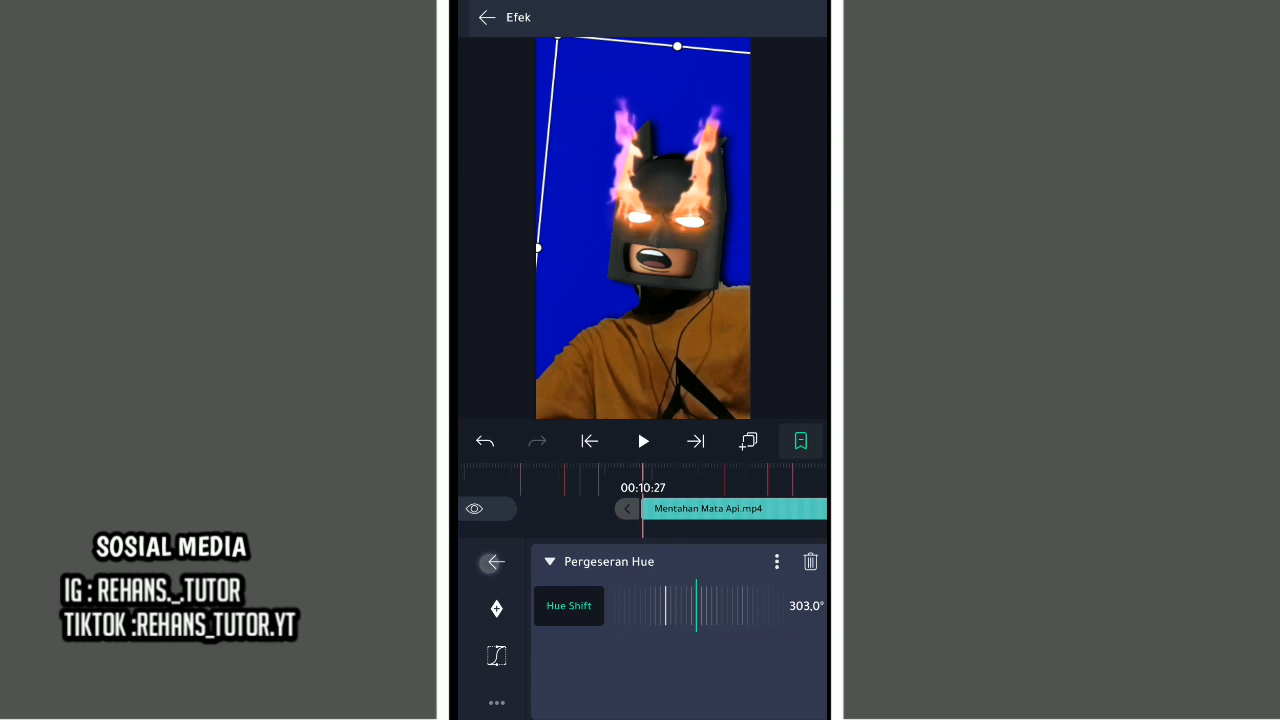 Efek
00:10:27
Mentahan Mata Api.mp4
Pergeseran Hue
Hue Shift
303,0°
SOSIAL MEDIA
IG : REHANS._.TUTOR
TIKTOK :REHANS_TUTOR.YT